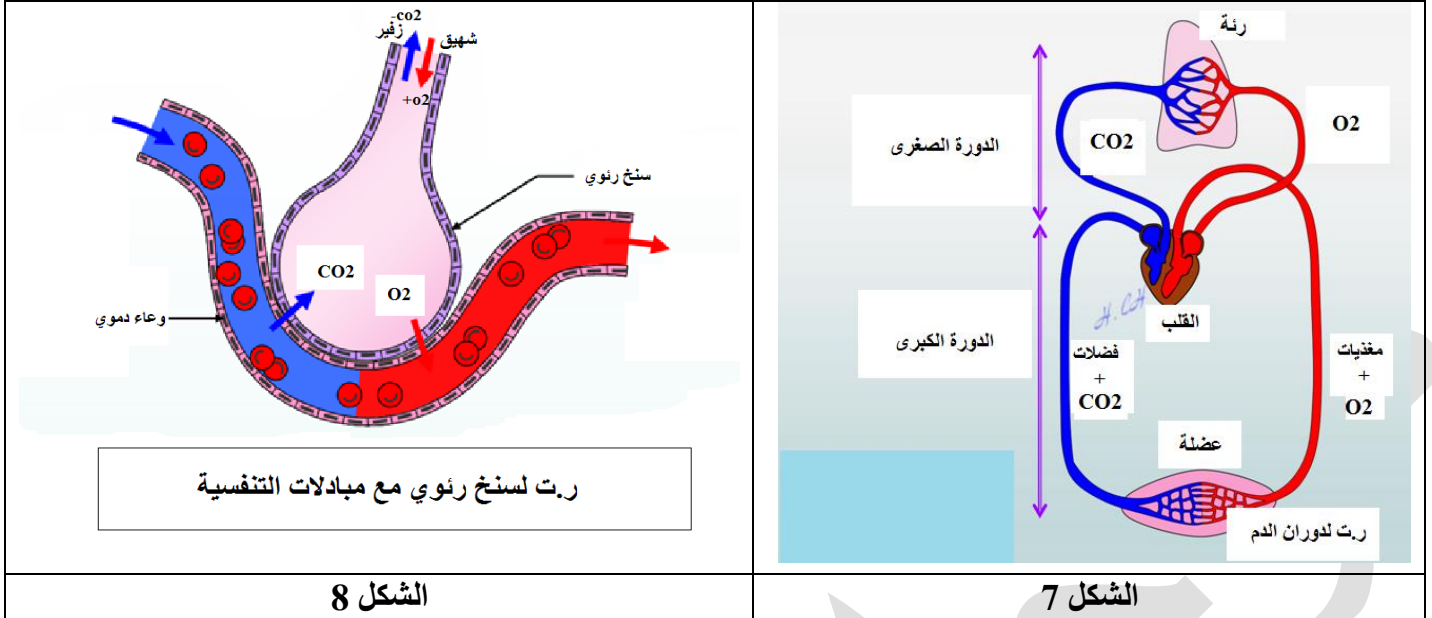 رئة
O2
CO2
الدورة الصغرى
H.CH
القلب
الدورة الكبرى
فضلات
+
CO2
مغذيات
+
O2
عضلة
ر.ت لدوران الدم
الشكل 7
-co2
زفير
شهيق
+o2
سنخ رئوي
CO2
O2
وعاء دموي
ر.ت لسنخ رئوي مع مبادلات التنفسية
الشكل 8